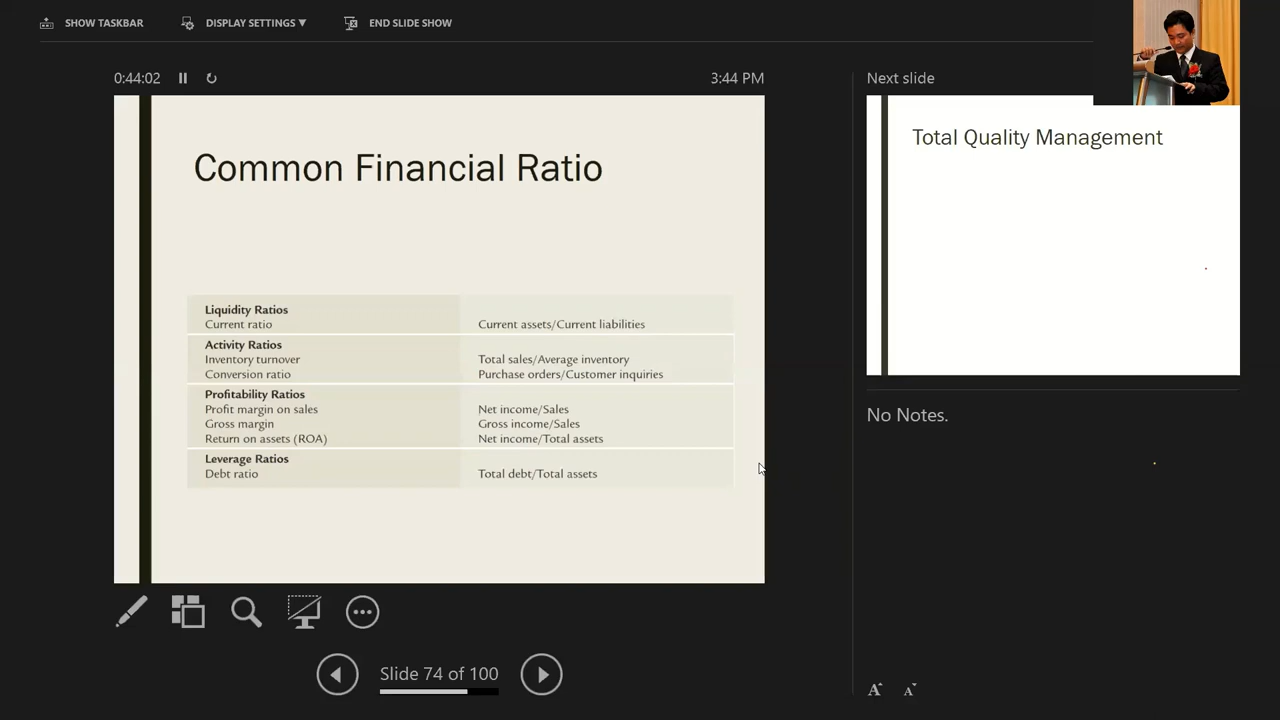 SHOW TASKBAR
DISPLAY SETTINGS ▼
END SLIDE SHOW
0:44:02
3:44 PM
Next slide
Common Financial Ratio
Total Quality Management
Liquidity Ratios
Current ratio Current assets/Current liabilities
Activity Ratios
Inventory turnover Total sales/Average inventory
Conversion ratio Purchase orders/Customer inquiries
Profitability Ratios
Profit margin on sales Net income/Sales
Gross margin Gross income/Sales
Return on assets (ROA) Net income/Total assets
Leverage Ratios
Debt ratio Total debt/Total assets
No Notes.
Slide 74 of 100
A A